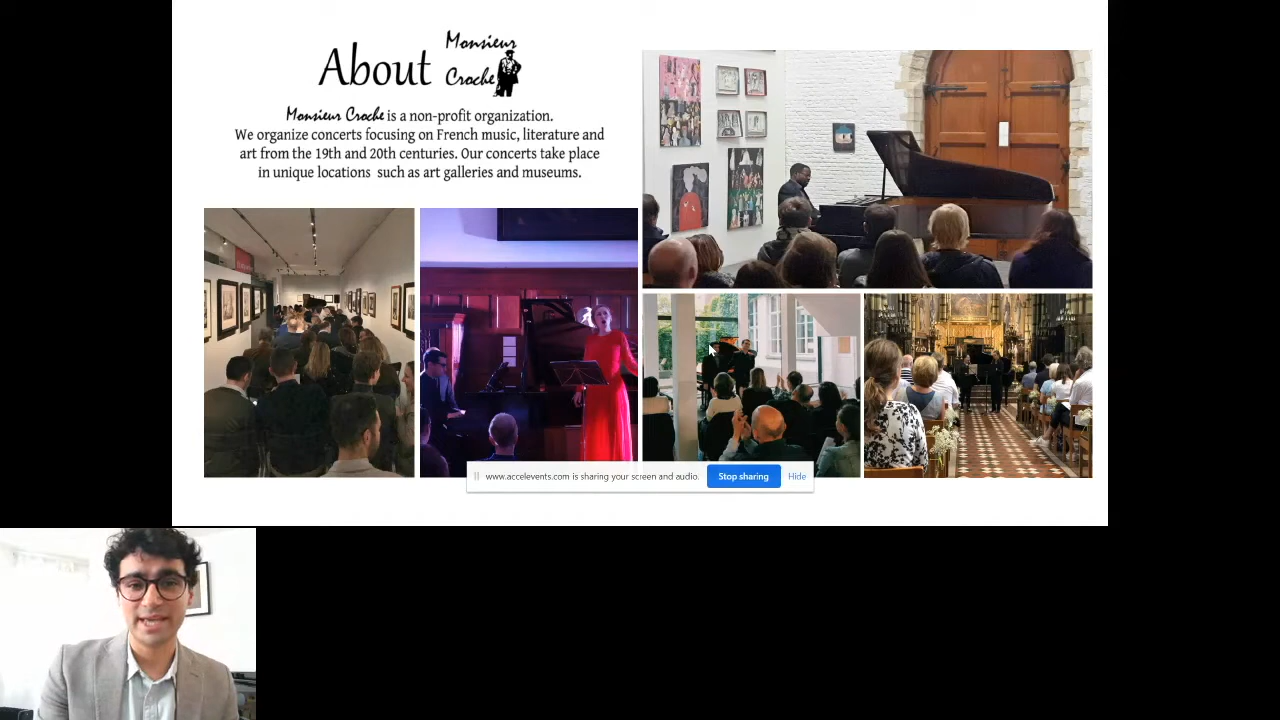 About Monsieur
Croche
Monsieur Croche is a non-profit organization.
We organize concerts focusing on French music, literature and
art from the 19th and 20th centuries. Our concerts take place
in unique locations such as art galleries and museums.
www.accelevents.com is sharing your screen and audio.
Stop sharing
Hide